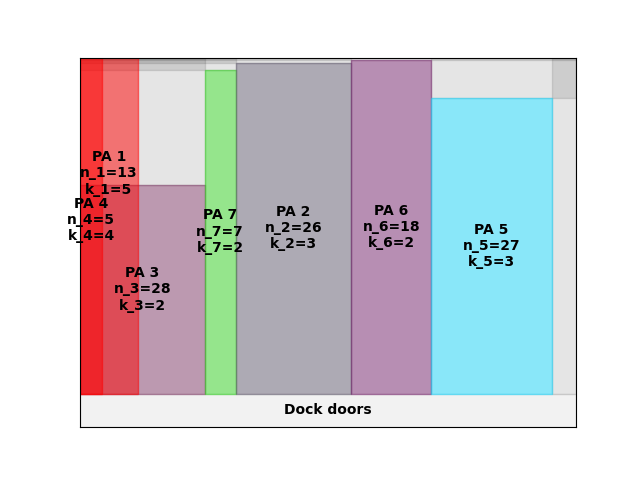 PA 1
n_1=13
k_1=5
PA 4
n_4=5
k_4=4
PA 3
n_3=28
k_3=2
PA 7
n_7=7
k_7=2
PA 2
n_2=26
k_2=3
PA 6
n_6=18
k_6=2
PA 5
n_5=27
k_5=3
Dock doors